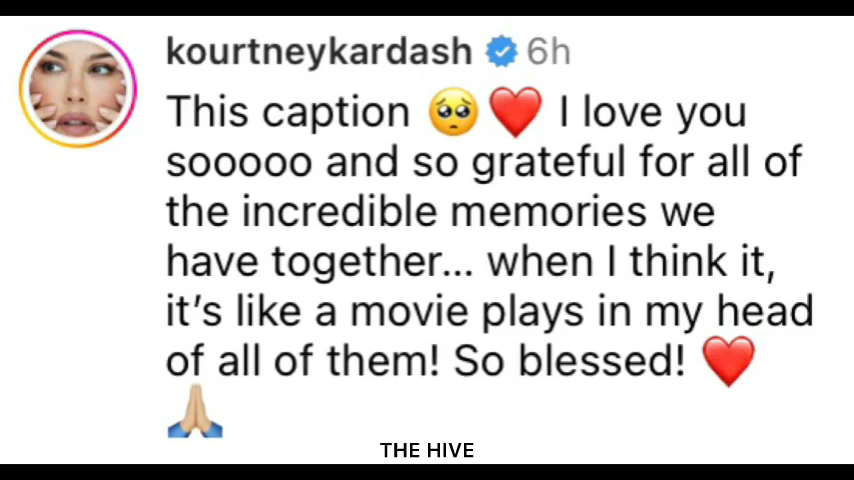 kourtneykardash 6h
This caption 🥺❤️ I love you
sooooo and so grateful for all of
the incredible memories we
have together... when I think it,
it's like a movie plays in my head
of all of them! So blessed! ❤️
🙏🏼
THE HIVE